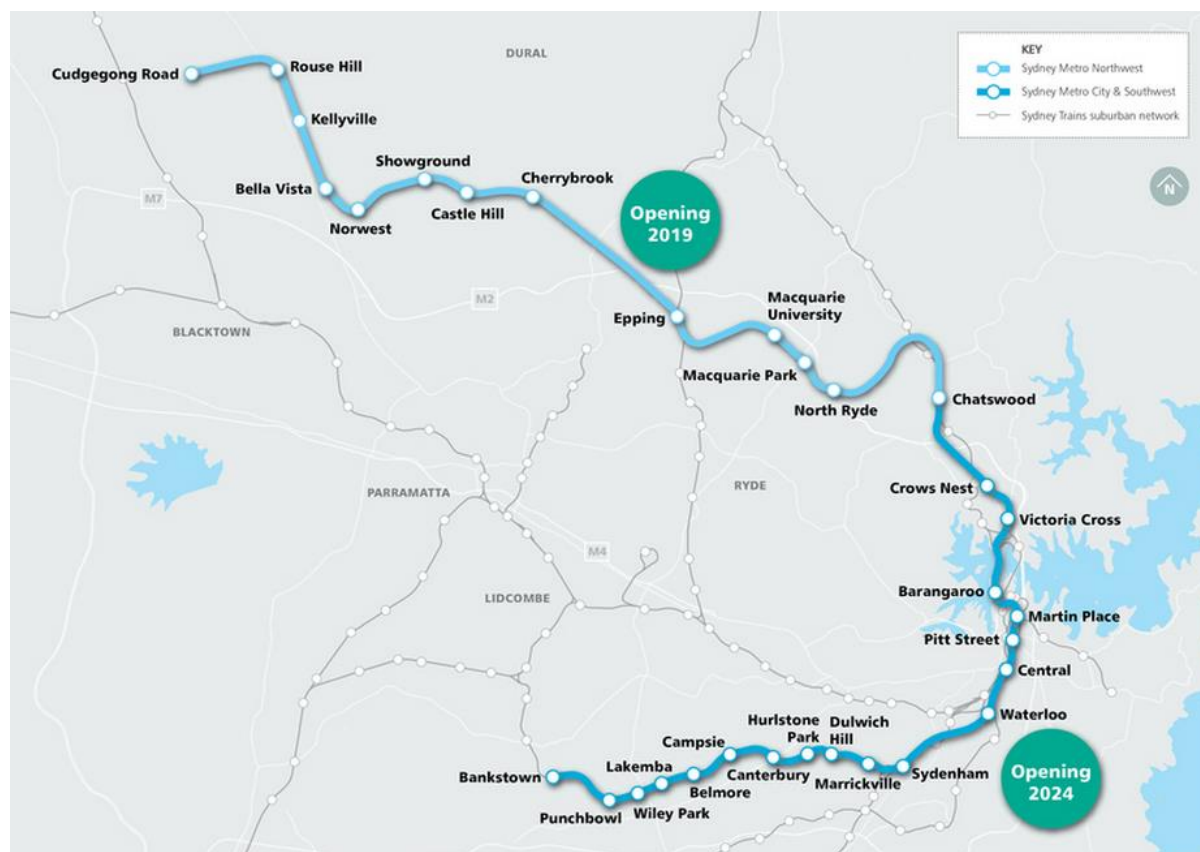 DURAL
KEY
Sydney Metro Northwest
Sydney Metro City & Southwest
Sydney Trains suburban network
N
Cudgegong Road
Rouse Hill
Kellyville
Showground
Cherrybrook
Bella Vista
M7
Castle Hill
Norwest
Opening
2019
M2
Macquarie
University
Epping
BLACKTOWN
Macquarie Park
North Ryde
Chatswood
PARRAMATTA
RYDE
Crows Nest
Victoria Cross
M4
LIDCOMBE
Barangaroo
Martin Place
Pitt Street
Central
Waterloo
Hurlstone
Park
Dulwich
Hill
Campsie
Lakemba
Bankstown
Canterbury
Marrickville
Sydenham
Belmore
Wiley Park
Punchbowl
Opening
2024